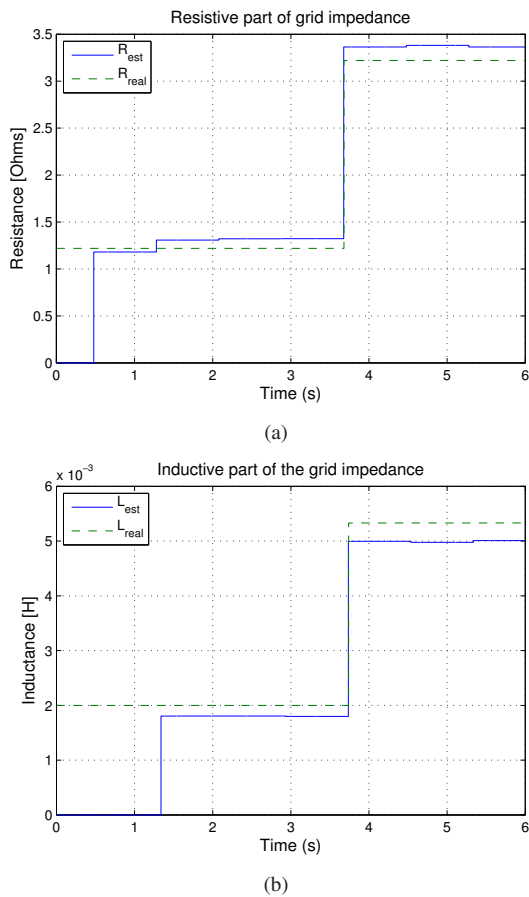 Resistive part of grid impedance
3.5
3
2.5
2
1.5
1
0.5
0
Resistance [Ohms]
R_est
R_real
0 1 2 3 4 5 6
Time (s)
(a)
Inductive part of the grid impedance
x 10^-3
6
5
4
3
2
1
0
Inductance [H]
L_est
L_real
0 1 2 3 4 5 6
Time (s)
(b)